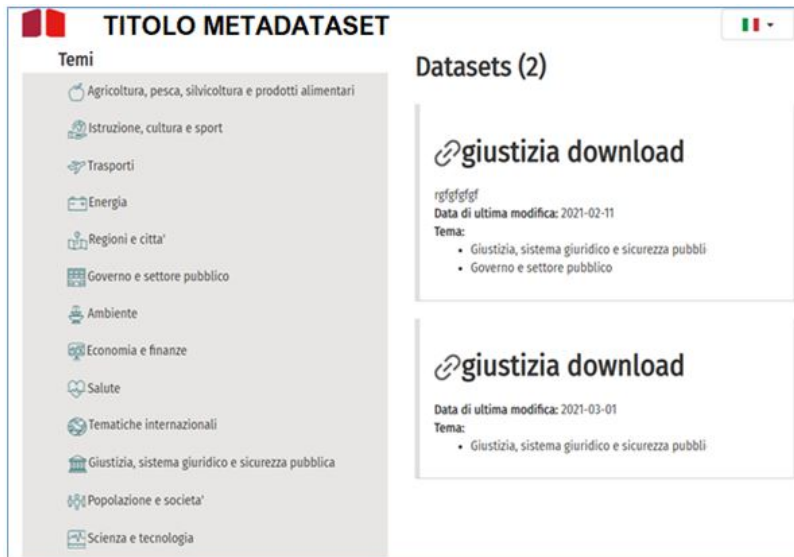 TITOLO METADATASET
Temi
Agricoltura, pesca, silvicoltura e prodotti alimentari
Istruzione, cultura e sport
Trasporti
Energia
Regioni e citta'
Governo e settore pubblico
Ambiente
Economia e finanze
Salute
Tematiche internazionali
Giustizia, sistema giuridico e sicurezza pubblica
Popolazione e societa'
Scienza e tecnologia
Datasets (2)
giustizia download
rgfgfgfgf
Data di ultima modifica: 2021-02-11
Tema:
Giustizia, sistema giuridico e sicurezza pubbli
Governo e settore pubblico
giustizia download
Data di ultima modifica: 2021-03-01
Tema:
Giustizia, sistema giuridico e sicurezza pubbli